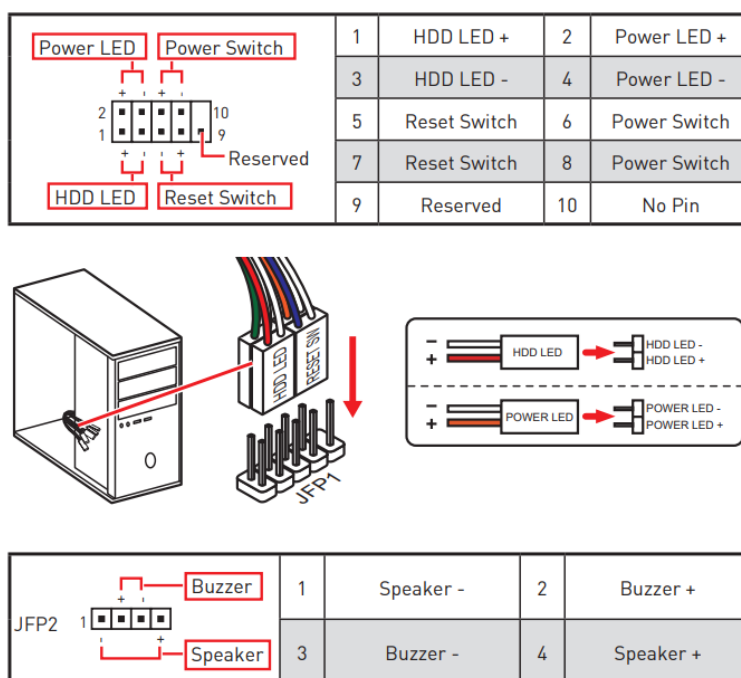 Power LED Power Switch
+ - + -
2 10
1 9
+ - - +
Reserved
HDD LED Reset Switch
1 HDD LED + 2 Power LED +
3 HDD LED - 4 Power LED -
5 Reset Switch 6 Power Switch
7 Reset Switch 8 Power Switch
9 Reserved 10 No Pin
HDD LED
RESET SW
JFP1
- HDD LED HDD LED -
+ HDD LED +
- POWER LED POWER LED -
+ POWER LED +
Buzzer
+ -
JFP2 1
- +
Speaker
1 Speaker - 2 Buzzer +
3 Buzzer - 4 Speaker +